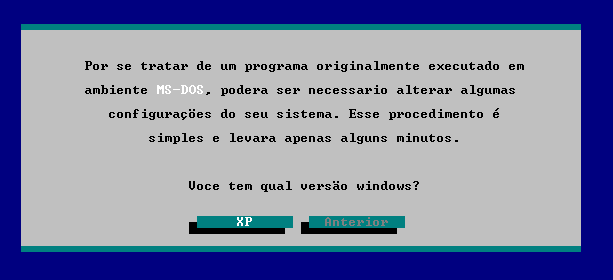 Por se tratar de um programa originalmente executado em
ambiente MS-DOS, podera ser necessario alterar algumas
configurações do seu sistema. Esse procedimento é
simples e levara apenas alguns minutos.
Voce tem qual versäo windows?
XP Anterior